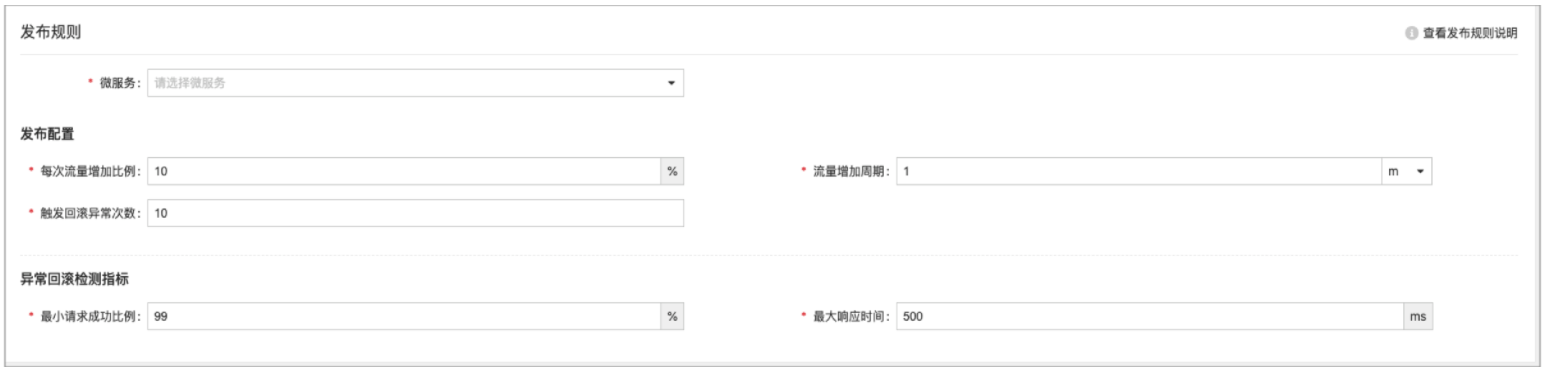 发布规则 查看发布规则说明
* 微服务: 请选择微服务
发布配置
* 每次流量增加比例: 10 % * 流量增加周期: 1 m
* 触发回滚异常次数: 10
异常回滚检测指标
* 最小请求成功比例: 99 % * 最大响应时间: 500 ms